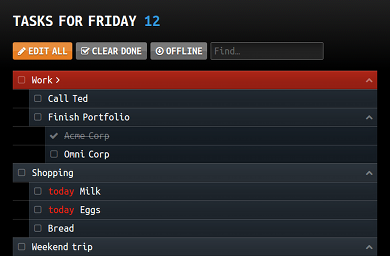 TASKS FOR FRIDAY 12
EDIT ALL CLEAR DONE OFFLINE Find...
Work >
Call Ted
Finish Portfolio
Acme Corp
Omni Corp
Shopping
today Milk
today Eggs
Bread
Weekend trip